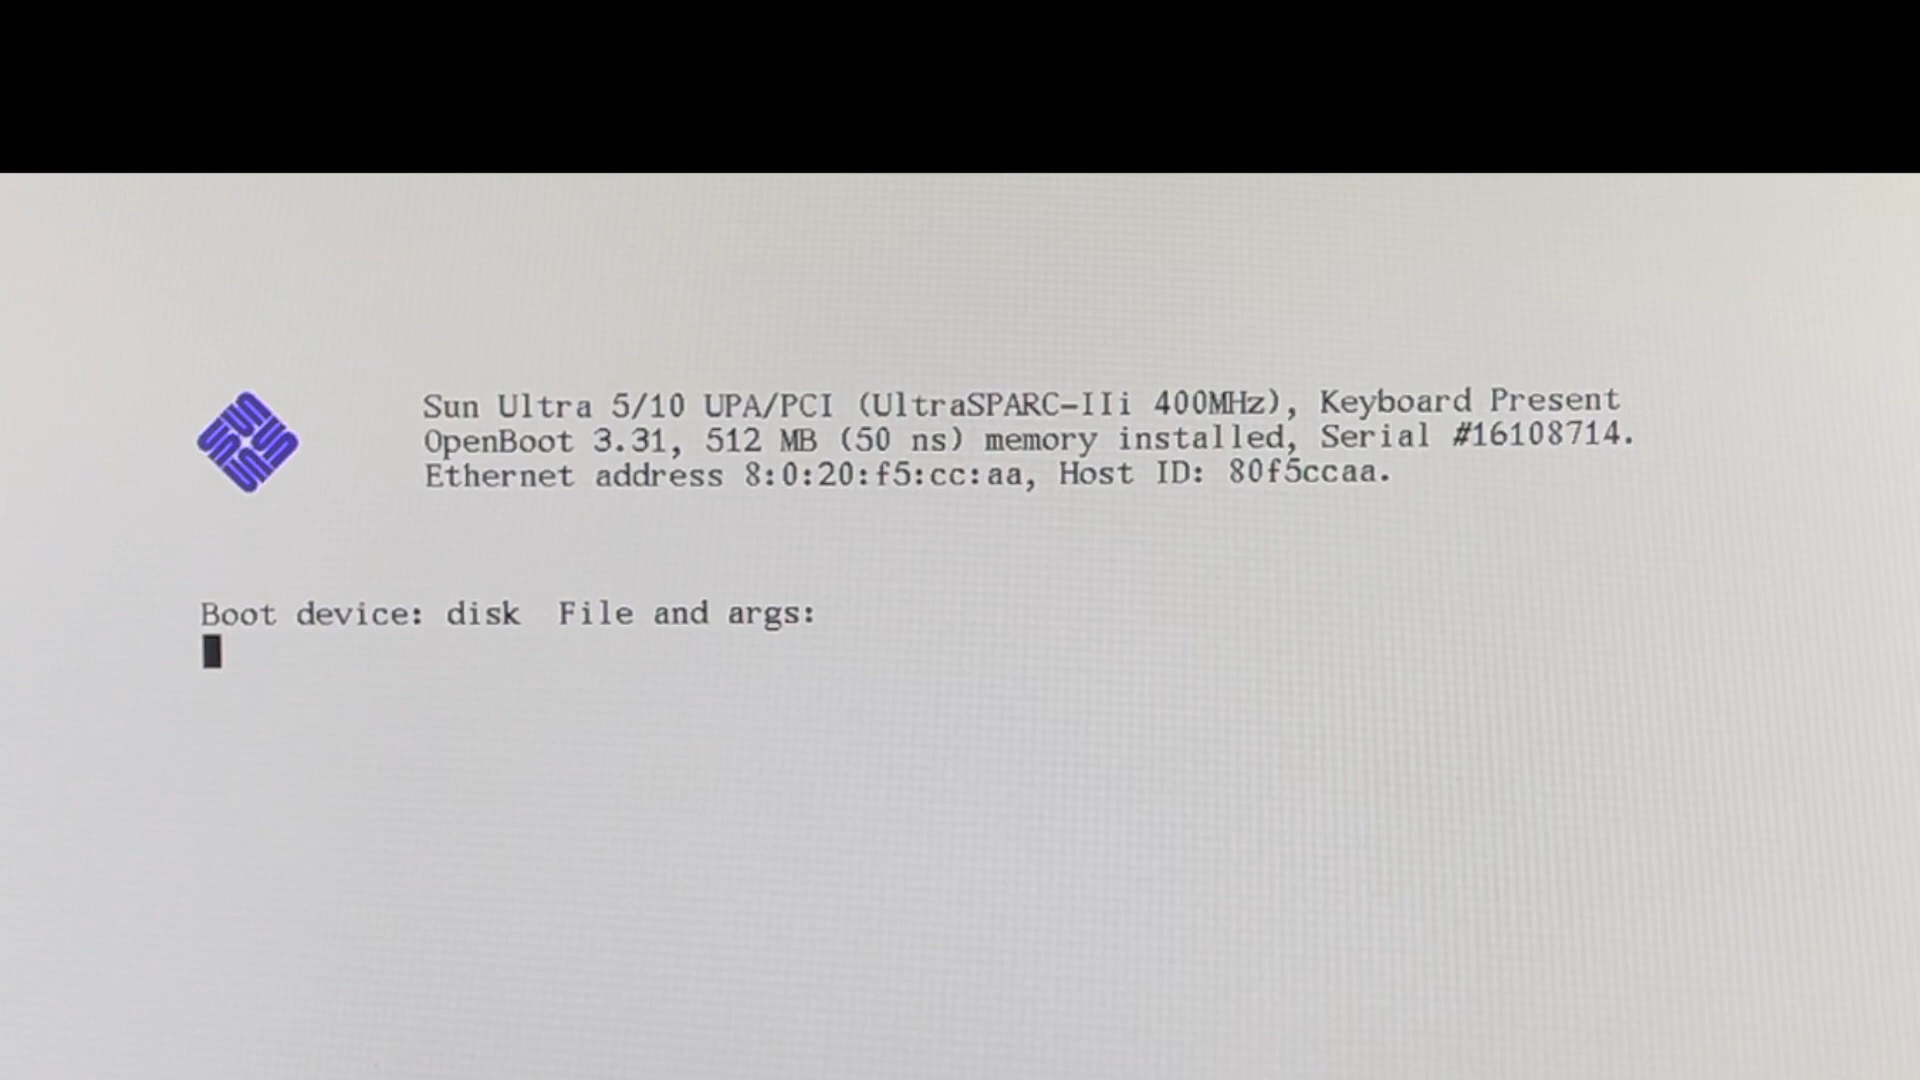 Sun Ultra 5/10 UPA/PCI (UltraSPARC-IIi 400MHz), Keyboard Present
OpenBoot 3.31, 512 MB (50 ns) memory installed, Serial #16108714.
Ethernet address 8:0:20:f5:cc:aa, Host ID: 80f5ccaa.
Boot device: disk  File and args: